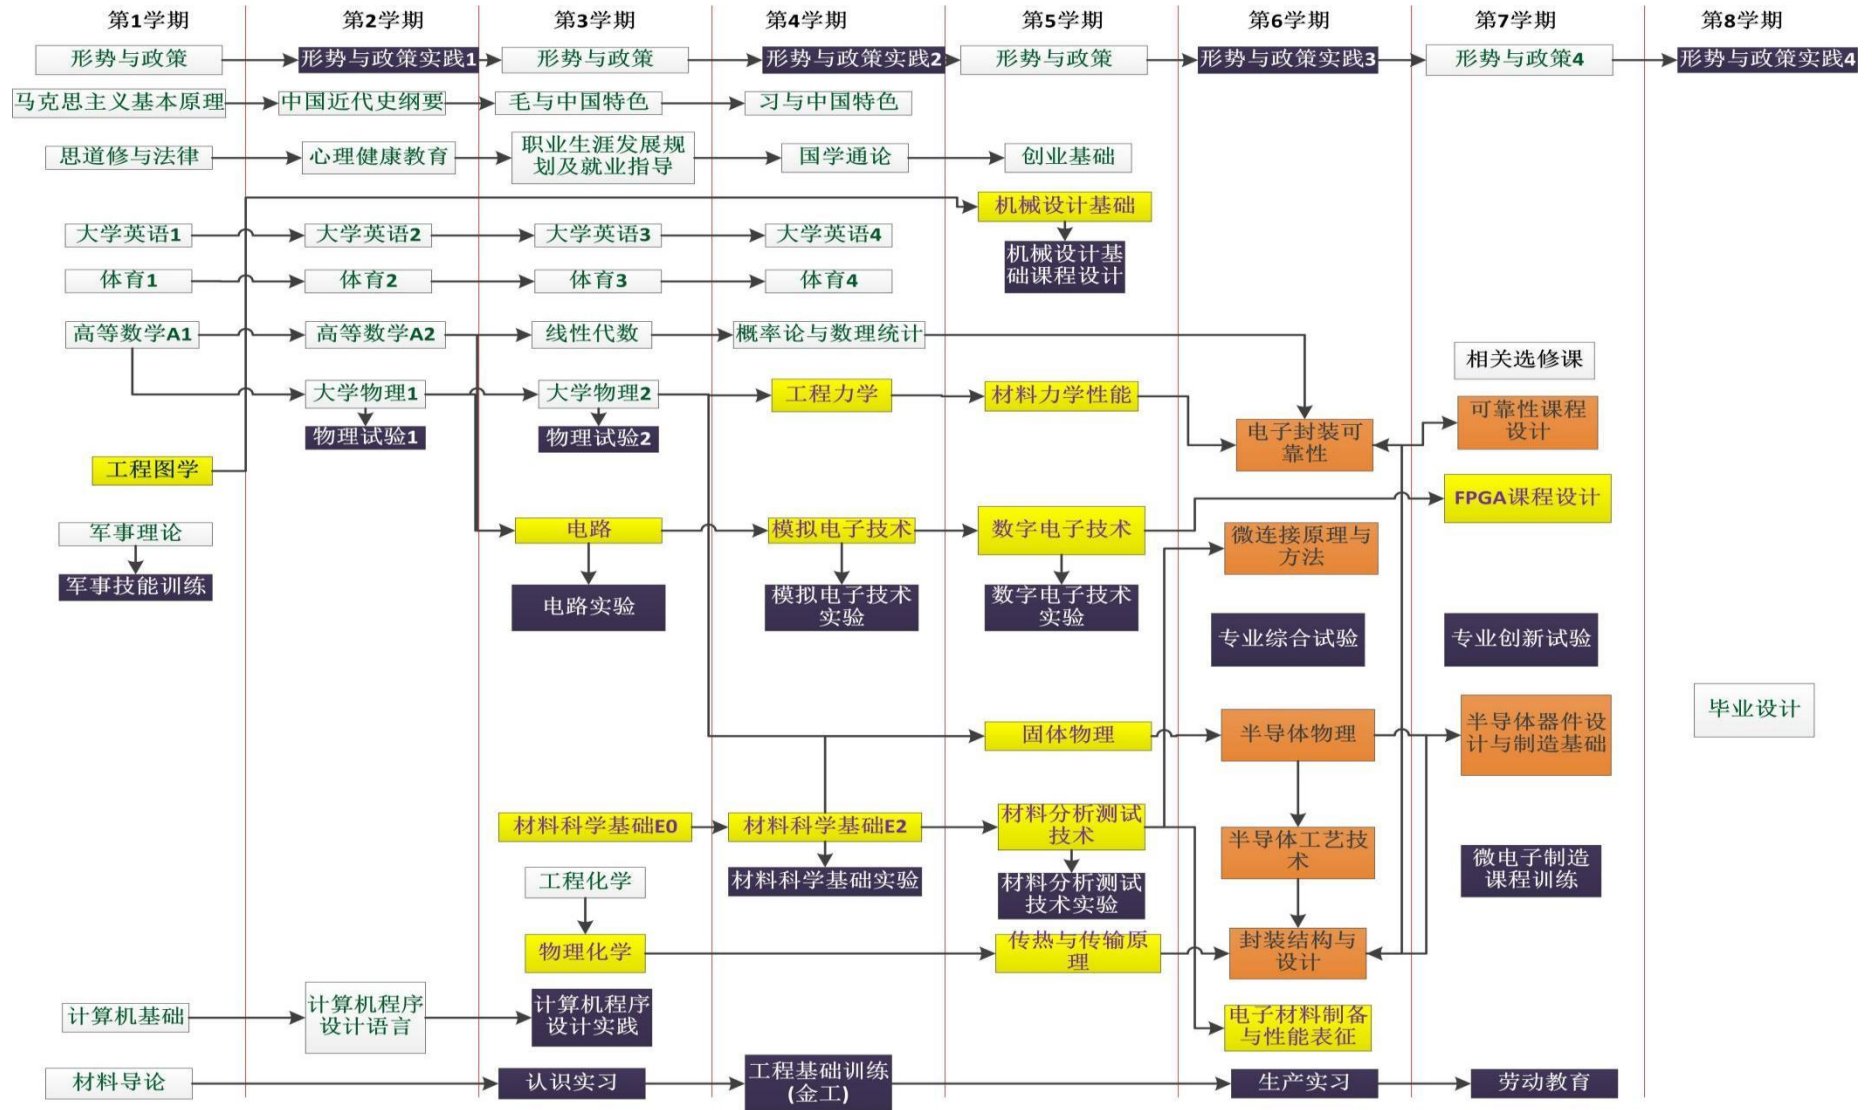 第1学期
第2学期
第3学期
第4学期
第5学期
第6学期
第7学期
第8学期
形势与政策
形势与政策实践1
形势与政策
形势与政策实践2
形势与政策
形势与政策实践3
形势与政策4
形势与政策实践4
马克思主义基本原理
中国近代史纲要
毛与中国特色
习与中国特色
思道修与法律
心理健康教育
职业生涯发展规
划及就业指导
国学通论
创业基础
机械设计基础
大学英语1
大学英语2
大学英语3
大学英语4
机械设计基
础课程设计
体育1
体育2
体育3
体育4
高等数学A1
高等数学A2
线性代数
概率论与数理统计
相关选修课
大学物理1
大学物理2
工程力学
材料力学性能
可靠性课程
设计
物理试验1
物理试验2
电子封装可
靠性
工程图学
FPGA课程设计
军事理论
电路
模拟电子技术
数字电子技术
微连接原理与
方法
军事技能训练
电路实验
模拟电子技术
实验
数字电子技术
实验
专业综合试验
专业创新试验
毕业设计
固体物理
半导体物理
半导体器件设
计与制造基础
材料科学基础E0
材料科学基础E2
材料分析测试
技术
半导体工艺技
术
微电子制造
课程训练
工程化学
材料科学基础实验
材料分析测试
技术实验
物理化学
传热与传输原
理
封装结构与
设计
计算机基础
计算机程序
设计语言
计算机程序
设计实践
电子材料制备
与性能表征
材料导论
认识实习
工程基础训练
(金工)
生产实习
劳动教育